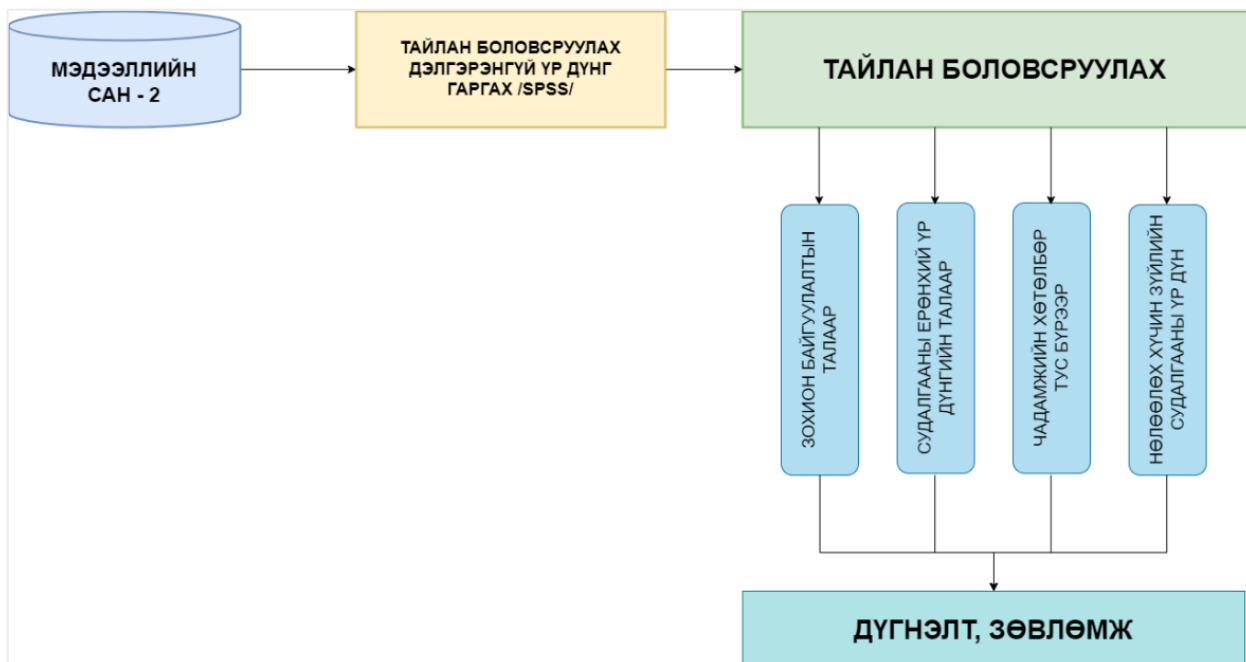 МЭДЭЭЛЛИЙН
САН - 2
ТАЙЛАН БОЛОВСРУУЛАХ
ДЭЛГЭРЭНГҮЙ ҮР ДҮНГ
ГАРГАХ /SPSS/
ТАЙЛАН БОЛОВСРУУЛАХ
ЗОХИОН БАЙГУУЛАЛТЫН
ТАЛААР
СУДАЛГААНЫ ЕРӨНХИЙ ҮР
ДҮНГИЙН ТАЛААР
ЧАДАМЖИЙН ХӨТӨЛБӨР
ТУС БҮРЭЭР
НӨЛӨӨЛӨХ ХҮЧИН ЗҮЙЛИЙН
СУДАЛГААНЫ ҮР ДҮН
ДҮГНЭЛТ, ЗӨВЛӨМЖ